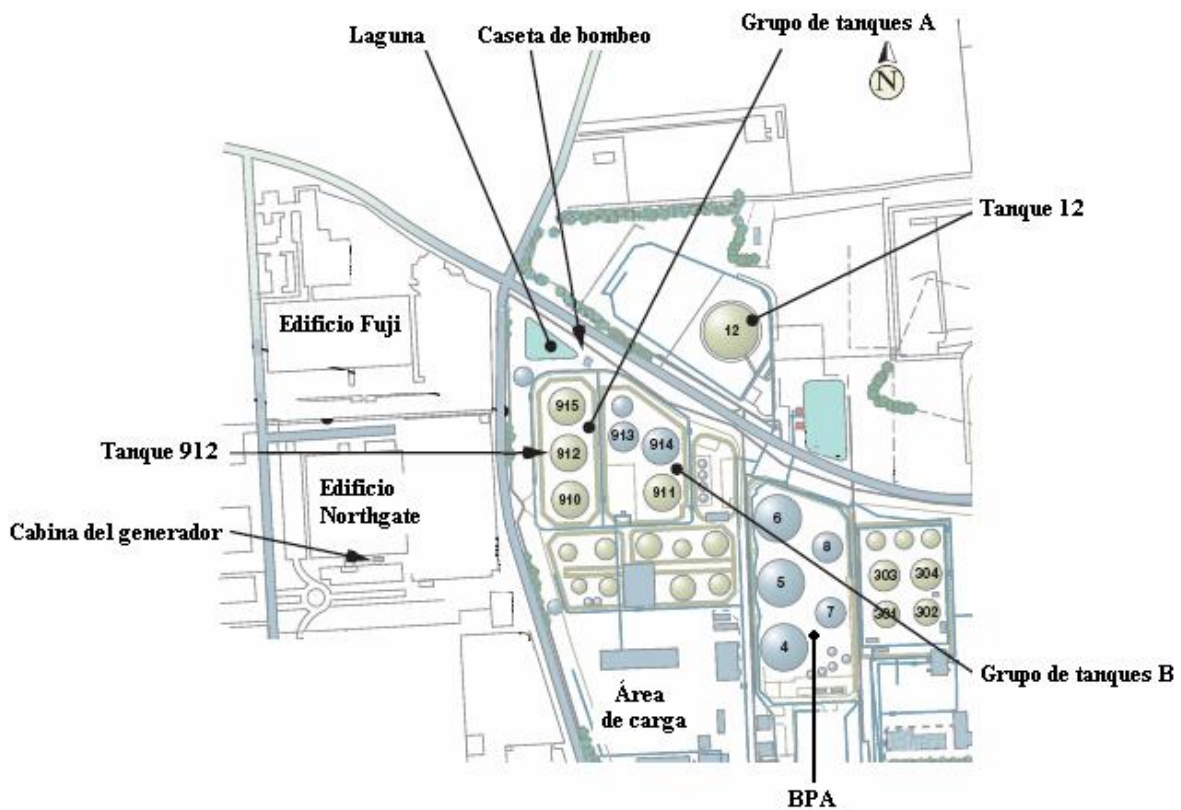 Grupo de tanques A
Laguna
Caseta de bombeo
N
Tanque 12
12
Edificio Fuji
915
913
914
Tanque 912
912
Edificio
Northgate
910
911
6
Cabina del generador
8
5
303
304
7
301
302
4
Grupo de tanques B
Área
de carga
BPA